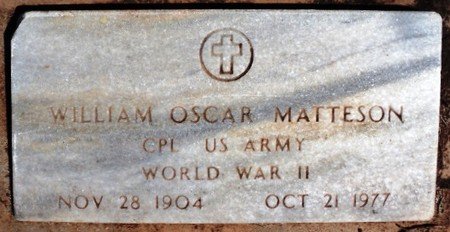 WILLIAM OSCAR MATTESON
CPL US ARMY
WORLD WAR II
NOV 28 1904 OCT 21 1977